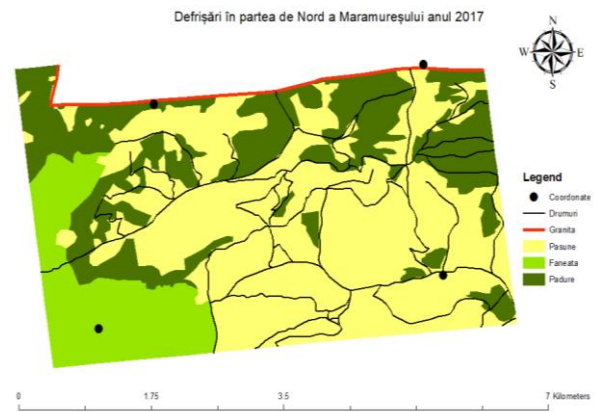 Defrișări în partea de Nord a Maramureșului anul 2017
N
W
E
S
Legend
Coordonate
Drumuri
Granita
Pasune
Faneata
Padure
0 1.75 3.5 7 Kilometers